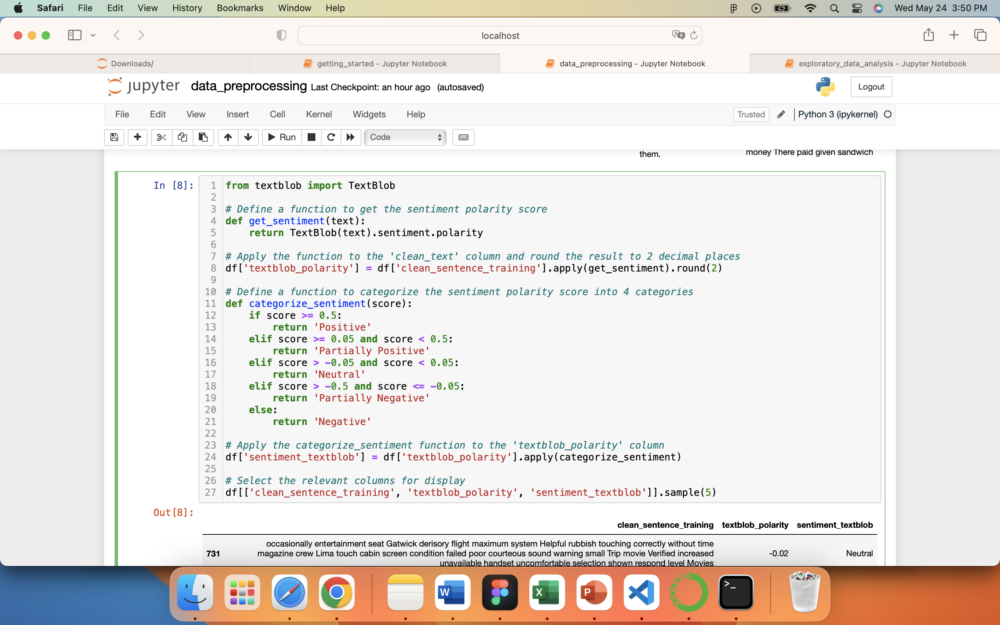 Safari File Edit View History Bookmarks Window Help Wed May 24 3:50 PM
localhost
Downloads/ getting_started - Jupyter Notebook data_preprocessing - Jupyter Notebook exploratory_data_analysis - Jupyter Notebook
jupyter data_preprocessing Last Checkpoint: an hour ago (autosaved) Logout
File Edit View Insert Cell Kernel Widgets Help Trusted Python 3 (ipykernel)
Run Code
them. money There paid given sandwich
In [8]: 1 from textblob import TextBlob
2
3 # Define a function to get the sentiment polarity score
4 def get_sentiment(text):
5     return TextBlob(text).sentiment.polarity
6
7 # Apply the function to the 'clean_text' column and round the result to 2 decimal places
8 df['textblob_polarity'] = df['clean_sentence_training'].apply(get_sentiment).round(2)
9
10 # Define a function to categorize the sentiment polarity score into 4 categories
11 def categorize_sentiment(score):
12     if score >= 0.5:
13         return 'Positive'
14     elif score >= 0.05 and score < 0.5:
15         return 'Partially Positive'
16     elif score > -0.05 and score < 0.05:
17         return 'Neutral'
18     elif score > -0.5 and score <= -0.05:
19         return 'Partially Negative'
20     else:
21         return 'Negative'
22
23 # Apply the categorize_sentiment function to the 'textblob_polarity' column
24 df['sentiment_textblob'] = df['textblob_polarity'].apply(categorize_sentiment)
25
26 # Select the relevant columns for display
27 df[['clean_sentence_training', 'textblob_polarity', 'sentiment_textblob']].sample(5)
Out[8]:
clean_sentence_training textblob_polarity sentiment_textblob
occasionally entertainment seat Gatwick derisory flight maximum system Helpful rubbish touching correctly without time
731 magazine crew Lima touch cabin screen condition failed poor courteous sound warning small Trip movie Verified increased -0.02 Neutral
unavailable handset uncomfortable selection shown respond level Movies